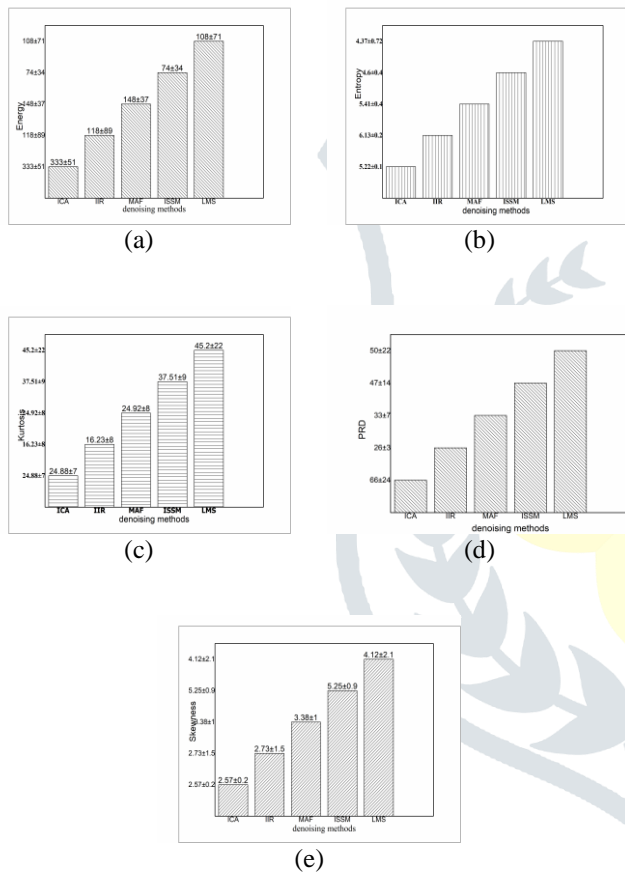 108±71
108±71
74±34
74±34
148±37
148±37
118±89
118±89
333±51
333±51
Energy
ICA IIR MAF ISSM LMS
denoising methods
(a)
4.37±0.72
4.6±0.4
5.41±0.4
6.13±0.2
5.22±0.1
Entropy
ICA IIR MAF ISSM LMS
denoising methods
(b)
45.2±22
45.2±22
37.51±9
37.51±9
24.92±8
24.92±8
16.23±8
16.23±8
24.88±7
24.88±7
Kurtosis
ICA IIR MAF ISSM LMS
denoising methods
(c)
50±22
47±14
33±7
26±3
66±24
PRD
ICA IIR MAF ISSM LMS
denoising methods
(d)
4.12±2.1
4.12±2.1
5.25±0.9
5.25±0.9
3.38±1
3.38±1
2.73±1.5
2.73±1.5
2.57±0.2
2.57±0.2
Skewness
ICA IIR MAF ISSM LMS
denoising methods
(e)